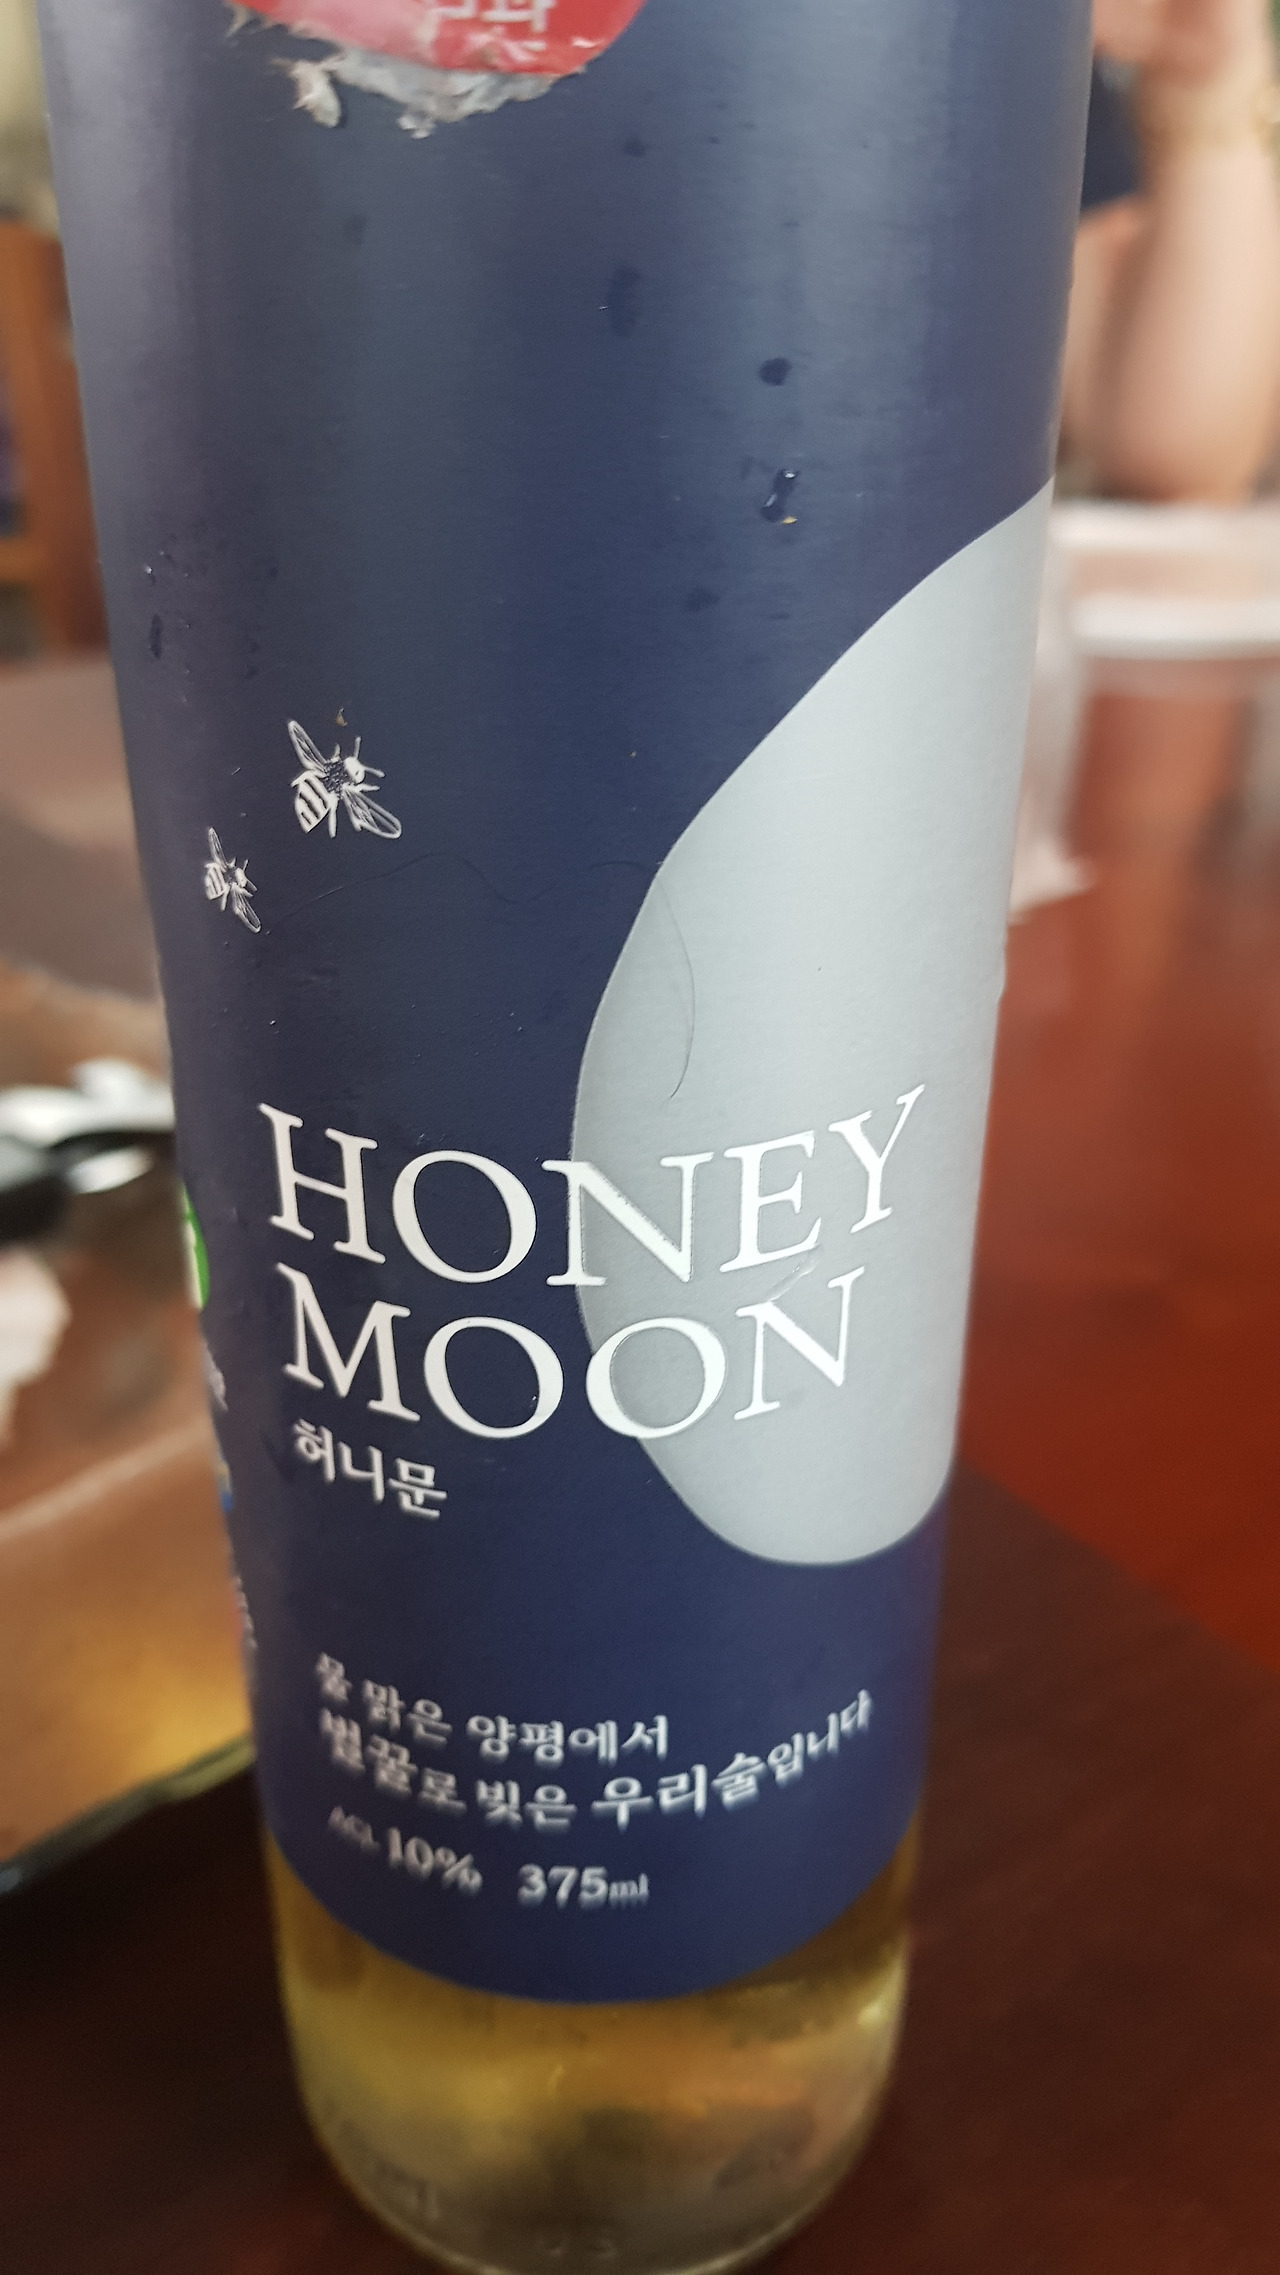 HONEY
MOON
허니문
물 맑은 양평에서
벌꿀로 빚은 우리술입니다
ALC. 10% 375ml